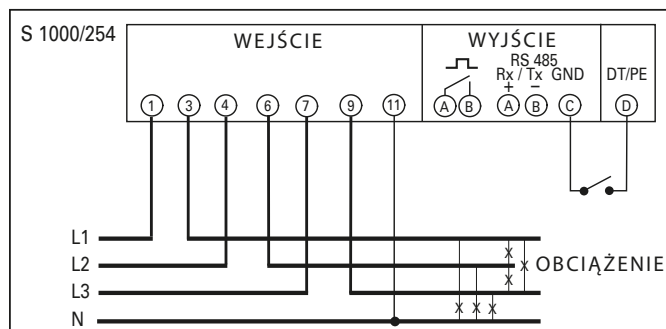 S 1000/254
WEJŚCIE
WYJŚCIE
RS 485
Rx / Tx GND
+ −
DT/PE
1 3 4 6 7 9 11 A B A B C D
L1
L2
L3
N
x x x x x x
OBCIĄŻENIE